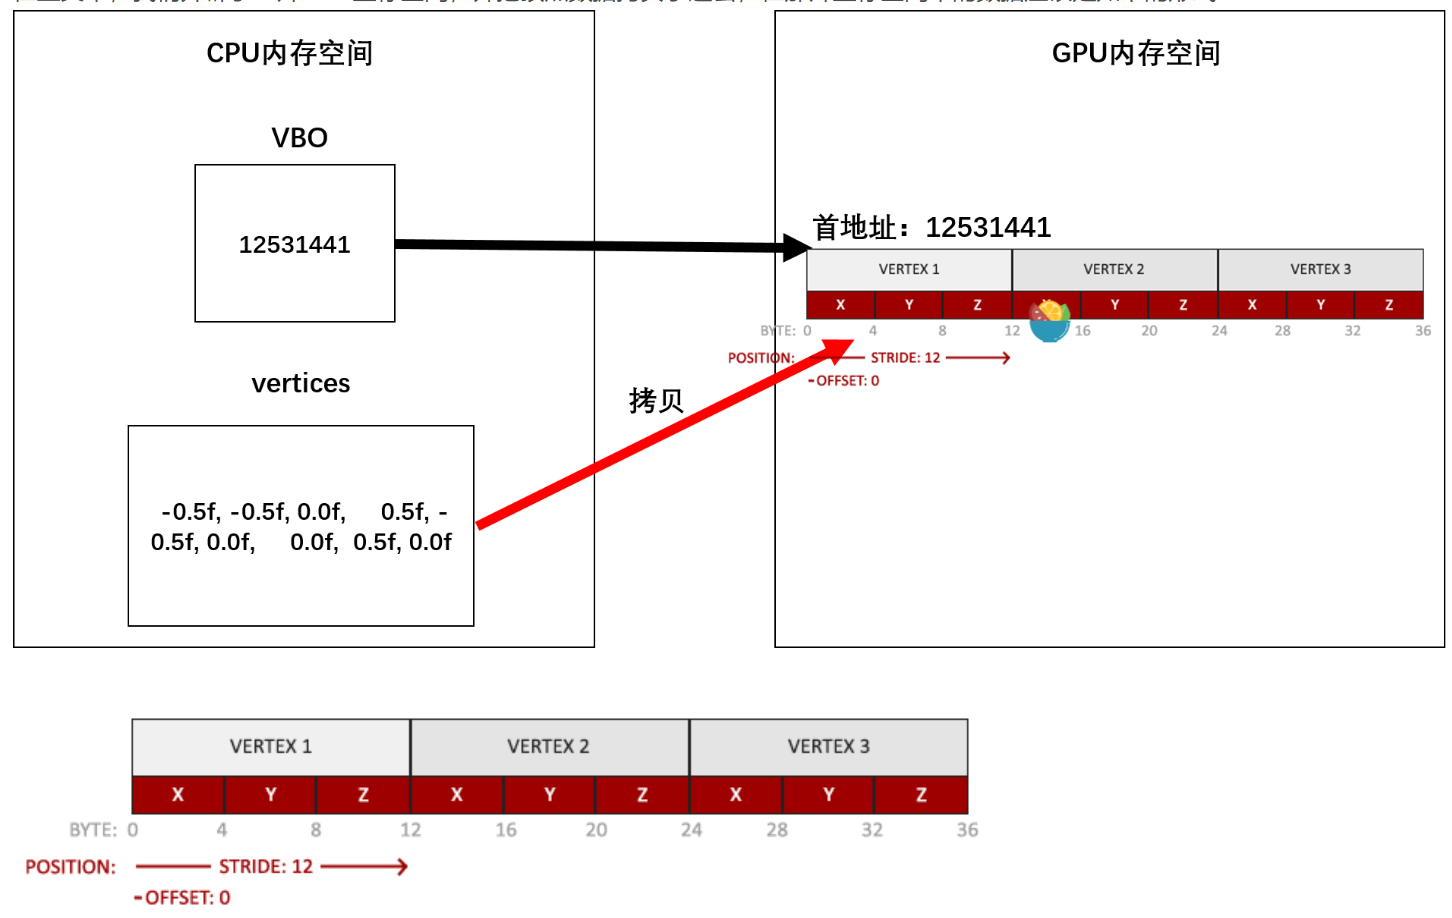 CPU内存空间
VBO
12531441
vertices
-0.5f, -0.5f, 0.0f, 0.5f, -
0.5f, 0.0f, 0.0f, 0.5f, 0.0f
拷贝
GPU内存空间
首地址：12531441
VERTEX 1 VERTEX 2 VERTEX 3
X Y Z Y Z X Y Z
BYTE: 0 4 8 12 16 20 24 28 32 36
POSITION: STRIDE: 12
-OFFSET: 0
VERTEX 1 VERTEX 2 VERTEX 3
X Y Z X Y Z X Y Z
BYTE: 0 4 8 12 16 20 24 28 32 36
POSITION: STRIDE: 12
-OFFSET: 0